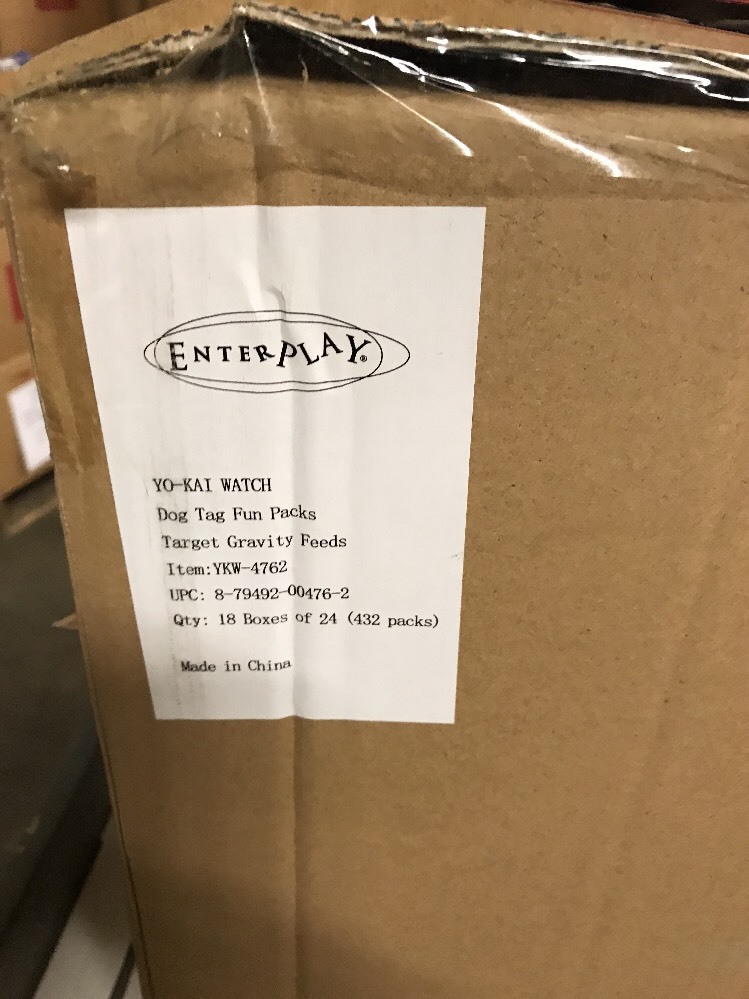 ENTERPLAY®
YO-KAI WATCH
Dog Tag Fun Packs
Target Gravity Feeds
Item:YKW-4762
UPC: 8-79492-00476-2
Qty: 18 Boxes of 24 (432 packs)
Made in China